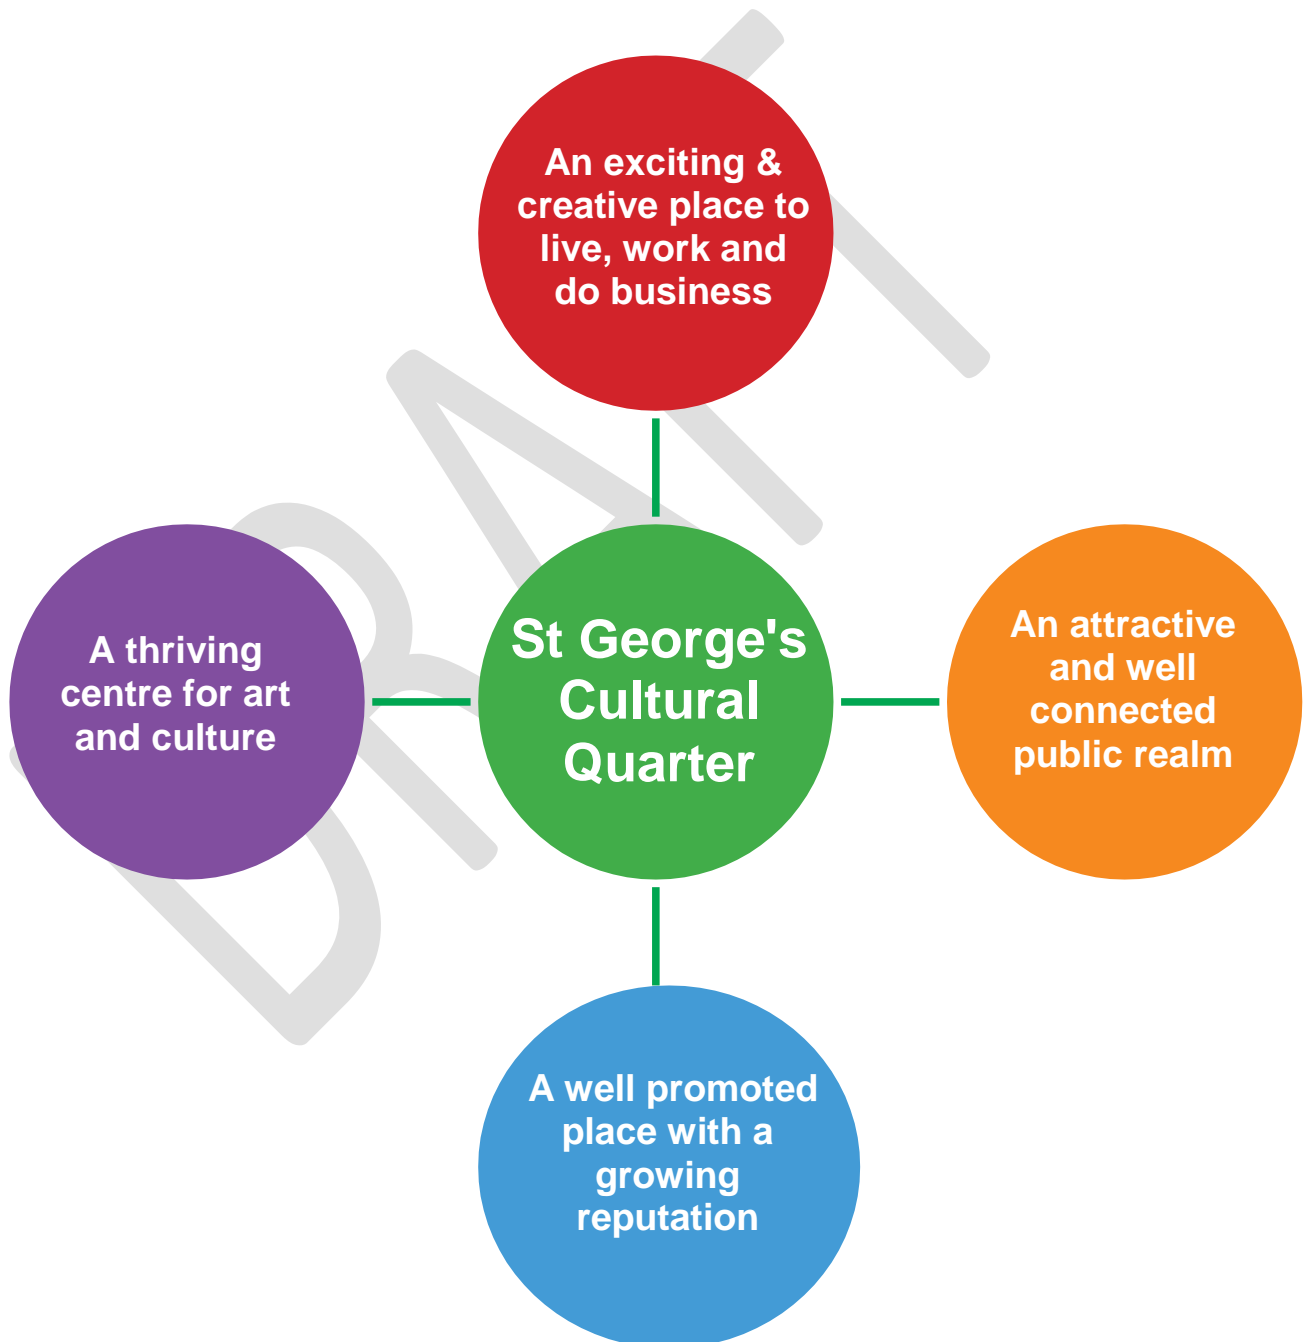 An exciting &
creative place to
live, work and
do business
A thriving
centre for art
and culture
St George's
Cultural
Quarter
An attractive
and well
connected
public realm
A well promoted
place with a
growing
reputation
DRAFT